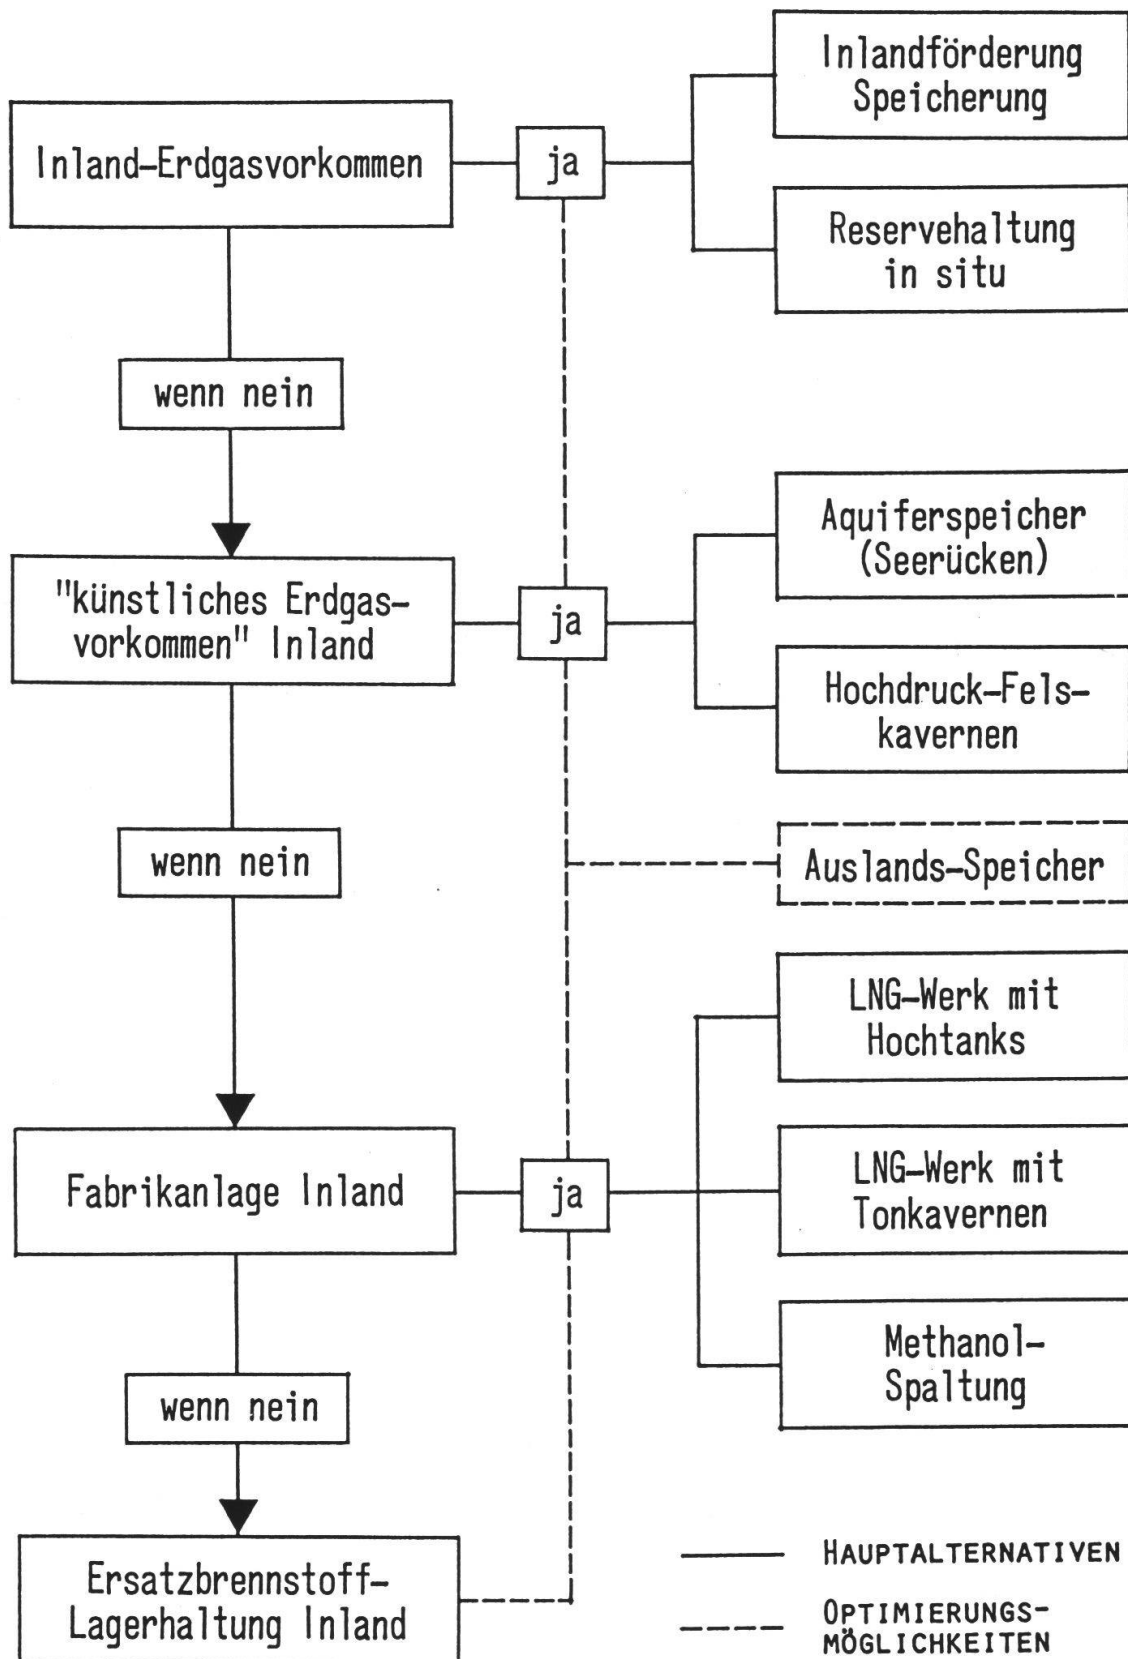 Inlandförderung
Speicherung
Inland-Erdgasvorkommen
ja
Reservehaltung
in situ
wenn nein
Aquiferspeicher
(Seerücken)
"künstliches Erdgas-
vorkommen" Inland
ja
Hochdruck-Fels-
kavernen
wenn nein
Auslands-Speicher
LNG-Werk mit
Hochtanks
Fabrikanlage Inland
ja
LNG-Werk mit
Tonkavernen
Methanol-
Spaltung
wenn nein
Ersatzbrennstoff-
Lagerhaltung Inland
HAUPTALTERNATIVEN
OPTIMIERUNGS-
MÖGLICHKEITEN